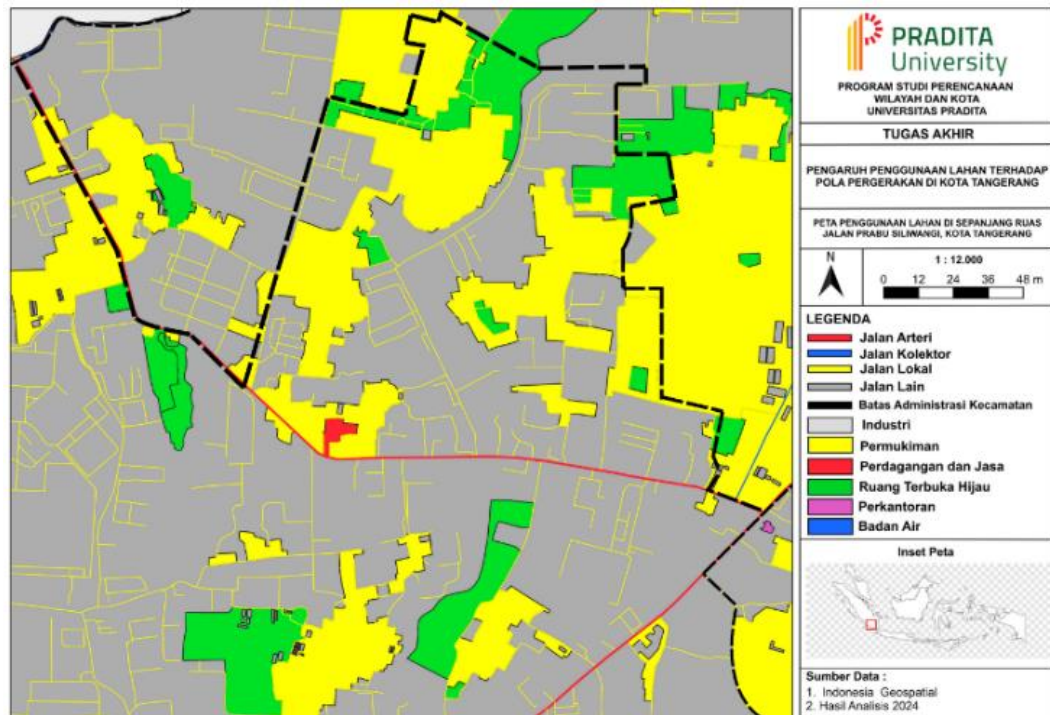 PRADITA
University
PROGRAM STUDI PERENCANAAN
WILAYAH DAN KOTA
UNIVERSITAS PRADITA
TUGAS AKHIR
PENGARUH PENGGUNAAN LAHAN TERHADAP
POLA PERGERAKAN DI KOTA TANGERANG
PETA PENGGUNAAN LAHAN DI SEPANJANG RUAS
JALAN PRABU SILIWANGI, KOTA TANGERANG
N
1 : 12.000
0 12 24 36 48 m
LEGENDA
Jalan Arteri
Jalan Kolektor
Jalan Lokal
Jalan Lain
Batas Administrasi Kecamatan
Industri
Permukiman
Perdagangan dan Jasa
Ruang Terbuka Hijau
Perkantoran
Badan Air
Inset Peta
Sumber Data :
1. Indonesia Geospatial
2. Hasil Analisis 2024